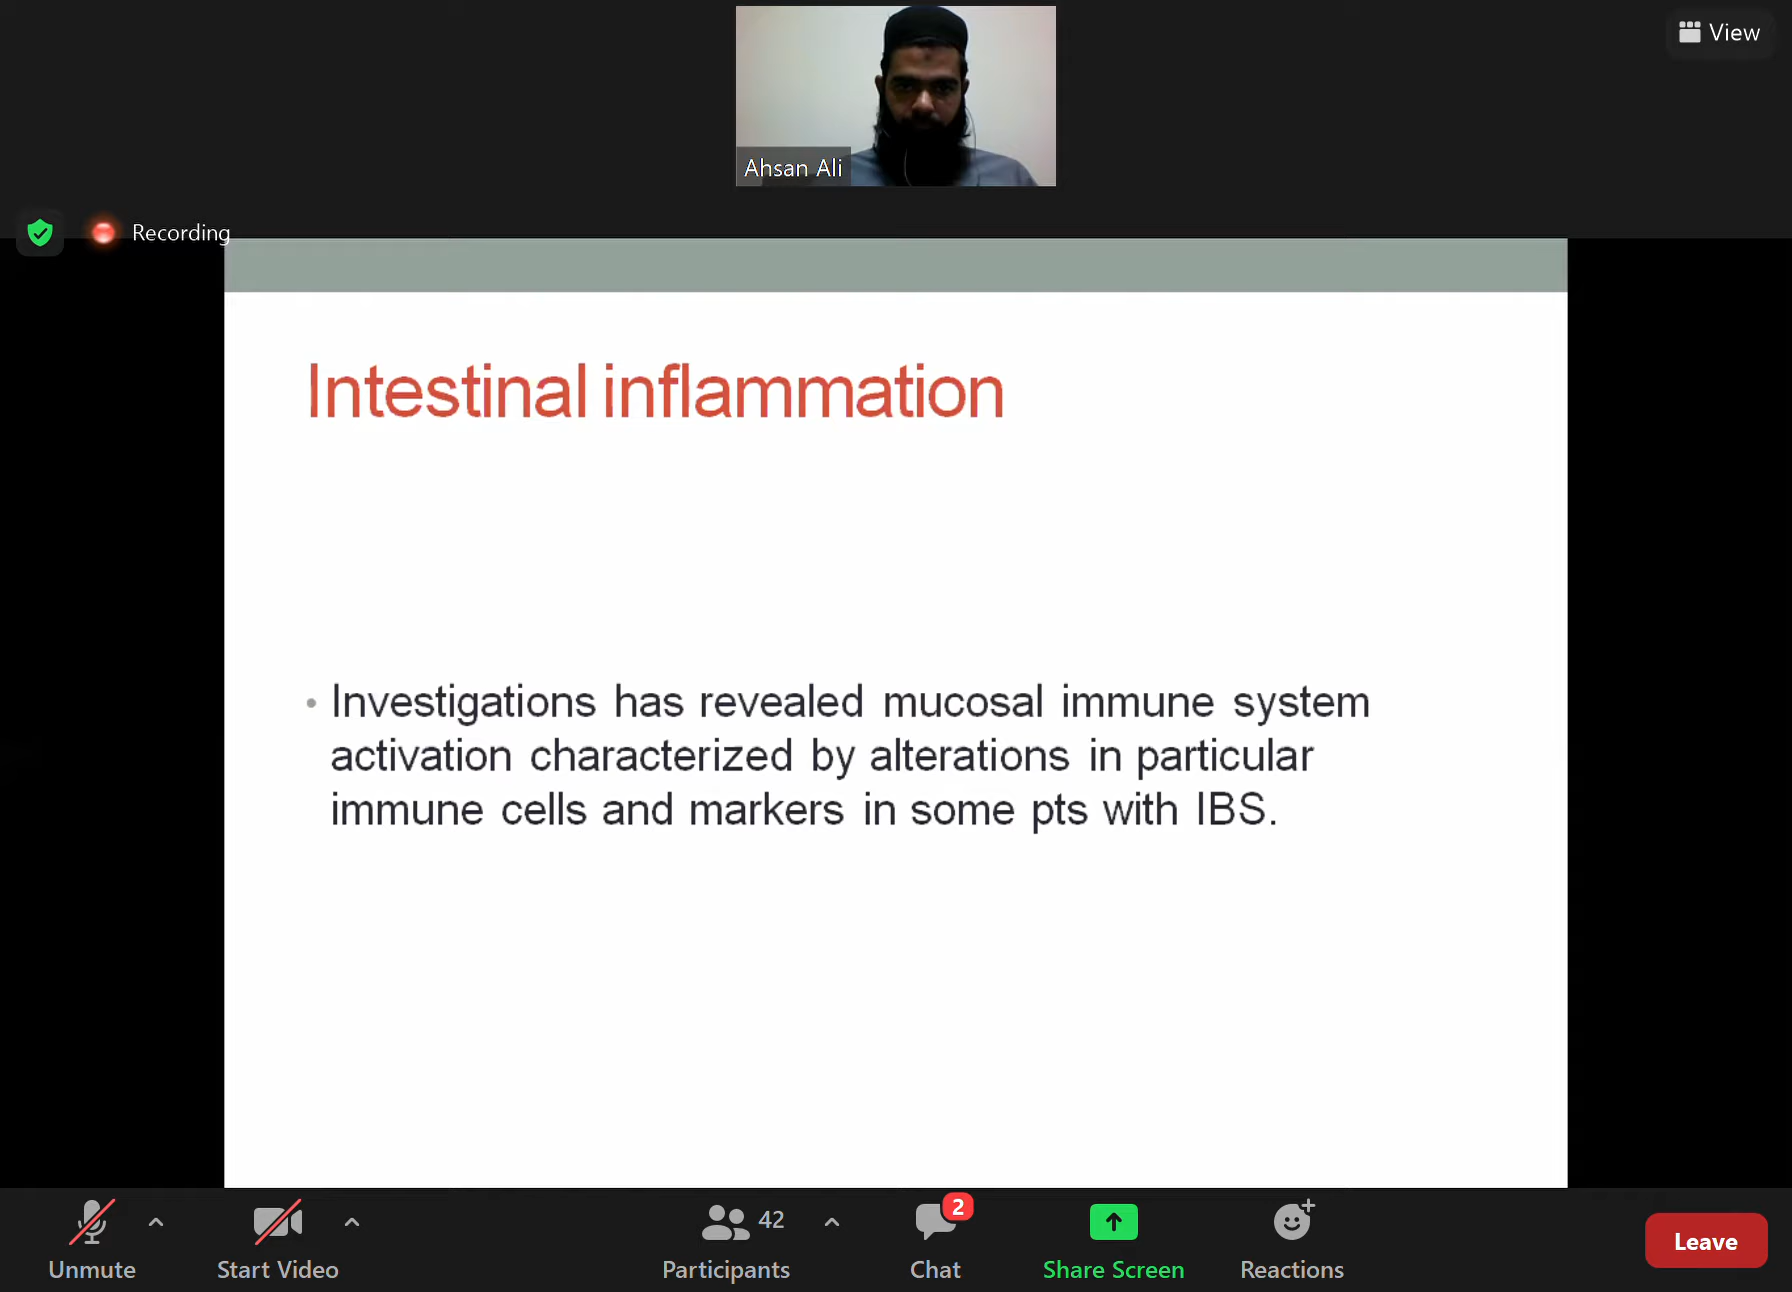 View
Ahsan Ali
Recording
Intestinal inflammation
• Investigations has revealed mucosal immune system
activation characterized by alterations in particular
immune cells and markers in some pts with IBS.
42
2
Unmute
Start Video
Participants
Chat
Share Screen
Reactions
Leave